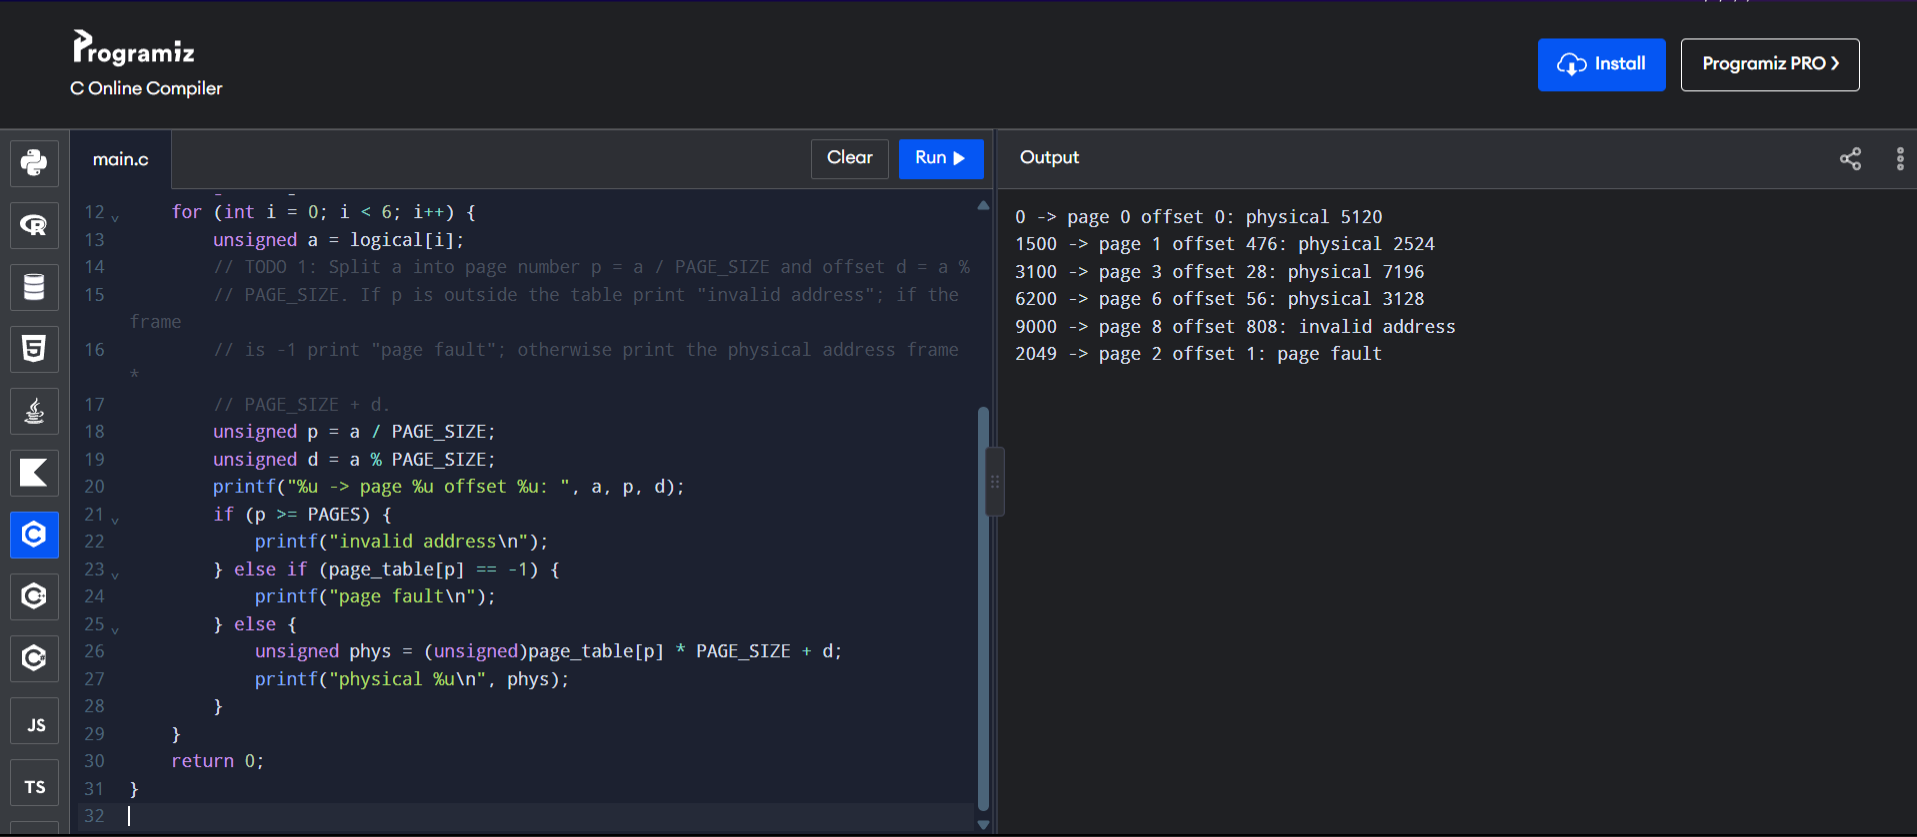 Programiz
C Online Compiler
Install
Programiz PRO
main.c
Clear
Run
Output
12 for (int i = 0; i < 6; i++) {
13 unsigned a = logical[i];
14 // TODO 1: Split a into page number p = a / PAGE_SIZE and offset d = a %
15 // PAGE_SIZE. If p is outside the table print "invalid address"; if the
frame
16 // is -1 print "page fault"; otherwise print the physical address frame
*
17 // PAGE_SIZE + d.
18 unsigned p = a / PAGE_SIZE;
19 unsigned d = a % PAGE_SIZE;
20 printf("%u -> page %u offset %u: ", a, p, d);
21 if (p >= PAGES) {
22 printf("invalid address\n");
23 } else if (page_table[p] == -1) {
24 printf("page fault\n");
25 } else {
26 unsigned phys = (unsigned)page_table[p] * PAGE_SIZE + d;
27 printf("physical %u\n", phys);
28 }
29 }
30 return 0;
31 }
32
0 -> page 0 offset 0: physical 5120
1500 -> page 1 offset 476: physical 2524
3100 -> page 3 offset 28: physical 7196
6200 -> page 6 offset 56: physical 3128
9000 -> page 8 offset 808: invalid address
2049 -> page 2 offset 1: page fault
R
5
C
C
C
JS
TS